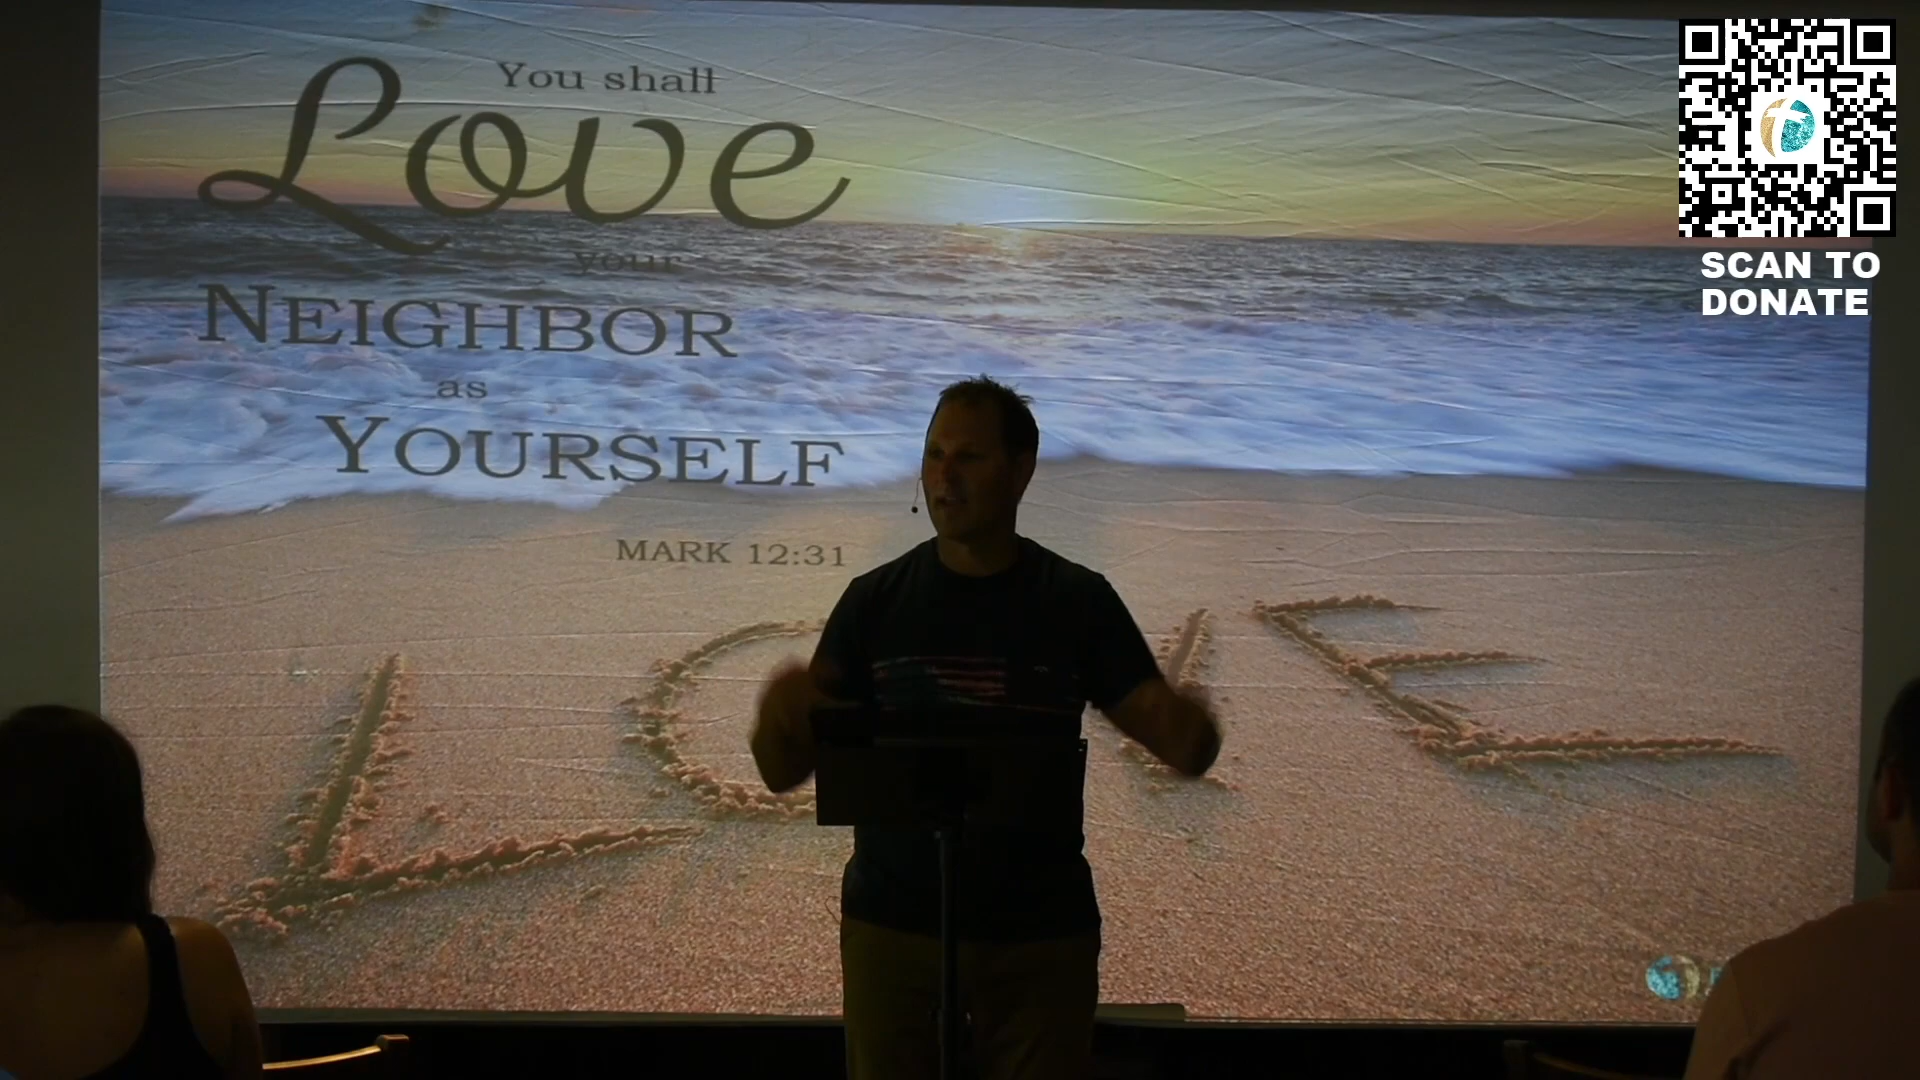 You shall
Love
your
NEIGHBOR
as
YOURSELF
MARK 12:31
LOVE
SCAN TO
DONATE